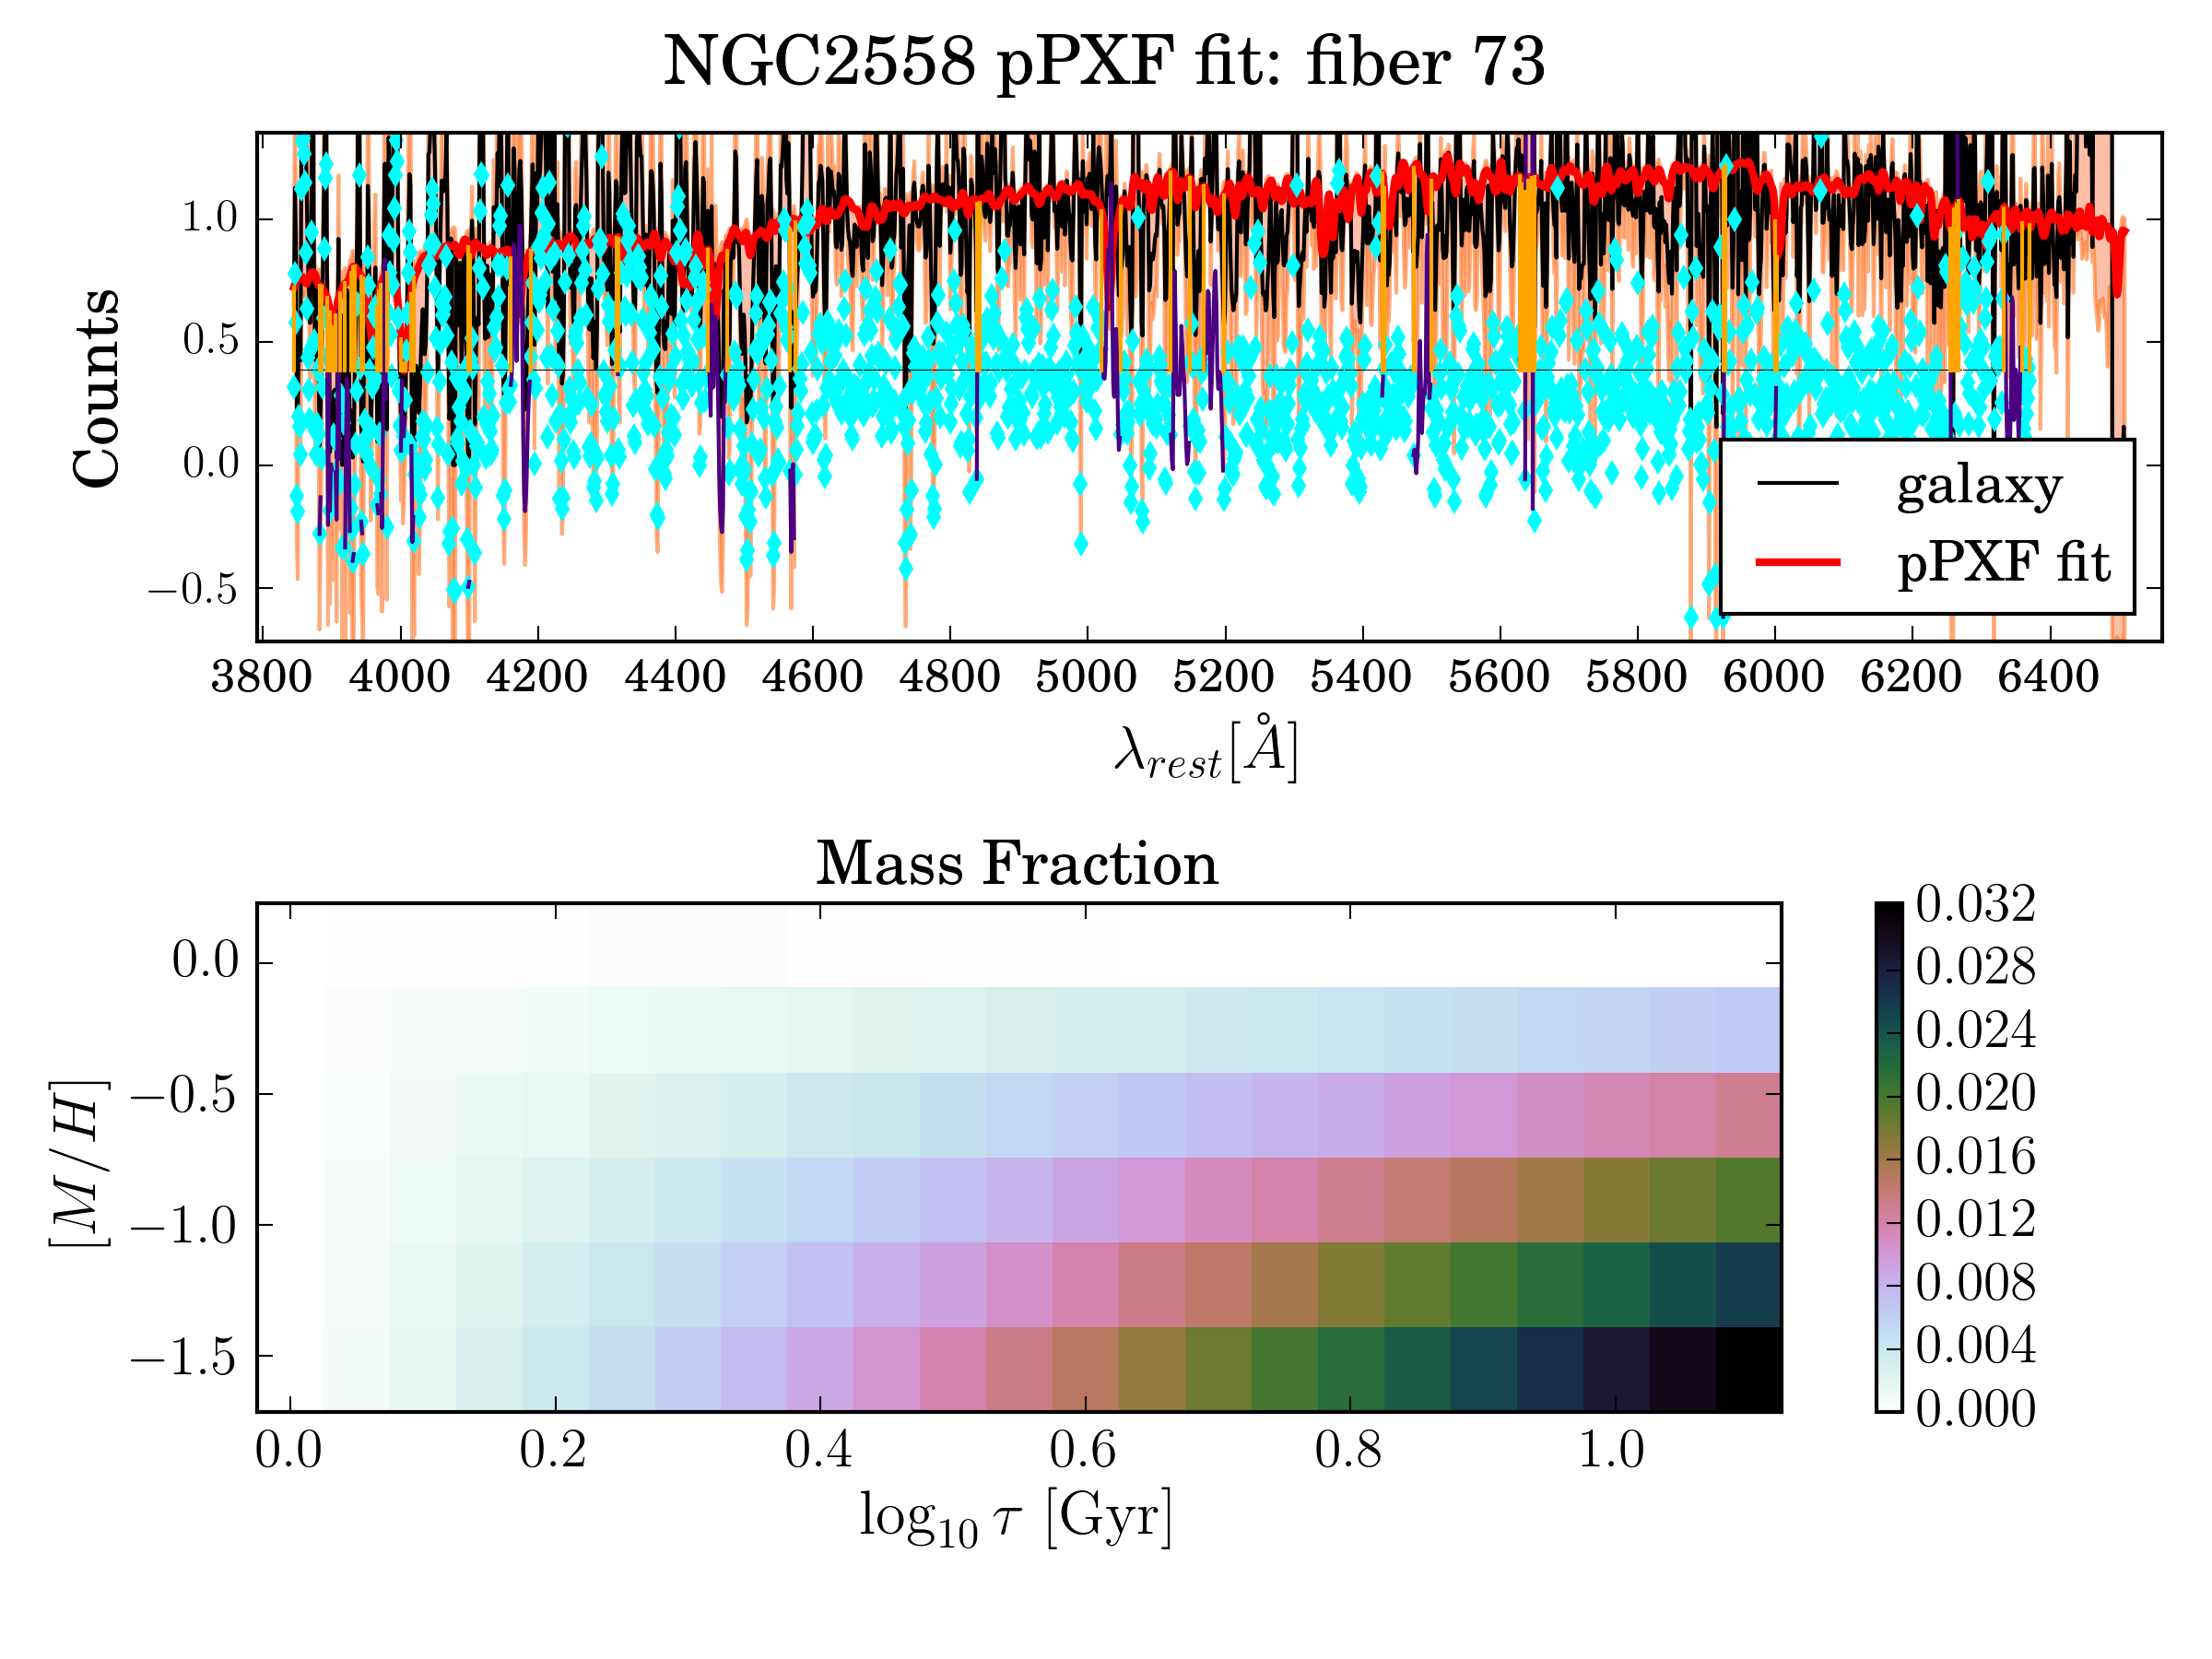 NGC2558 pPXF fit: fiber 73
Counts
1.0
0.5
0.0
−0.5
galaxy
pPXF fit
3800 4000 4200 4400 4600 4800 5000 5200 5400 5600 5800 6000 6200 6400
λ_rest[Å]
Mass Fraction
[M/H]
0.0
−0.5
−1.0
−1.5
0.032
0.028
0.024
0.020
0.016
0.012
0.008
0.004
0.000
0.0 0.2 0.4 0.6 0.8 1.0
log₁₀ τ [Gyr]